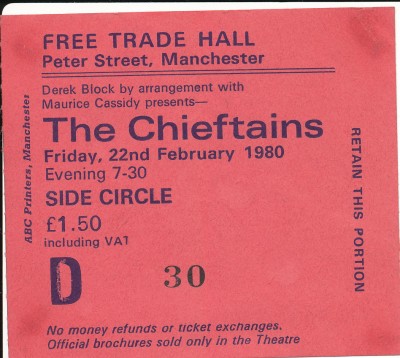 FREE TRADE HALL
Peter Street, Manchester
Derek Block by arrangement with
Maurice Cassidy presents—
The Chieftains
Friday, 22nd February 1980
Evening 7-30
SIDE CIRCLE
£1.50
including VAT
D 30
No money refunds or ticket exchanges.
Official brochures sold only in the Theatre
ABC Printers, Manchester
RETAIN THIS PORTION